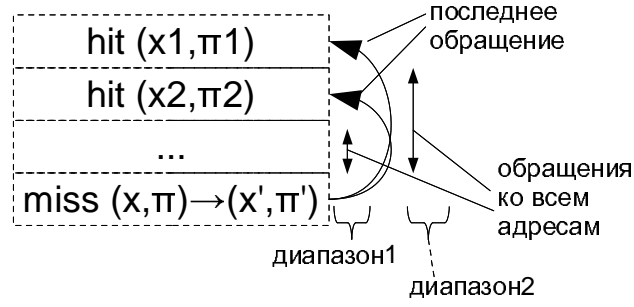 hit (x1,π1)
hit (x2,π2)
...
miss (x,π)→(x',π')
последнее
обращение
обращения
ко всем
адресам
диапазон1
диапазон2